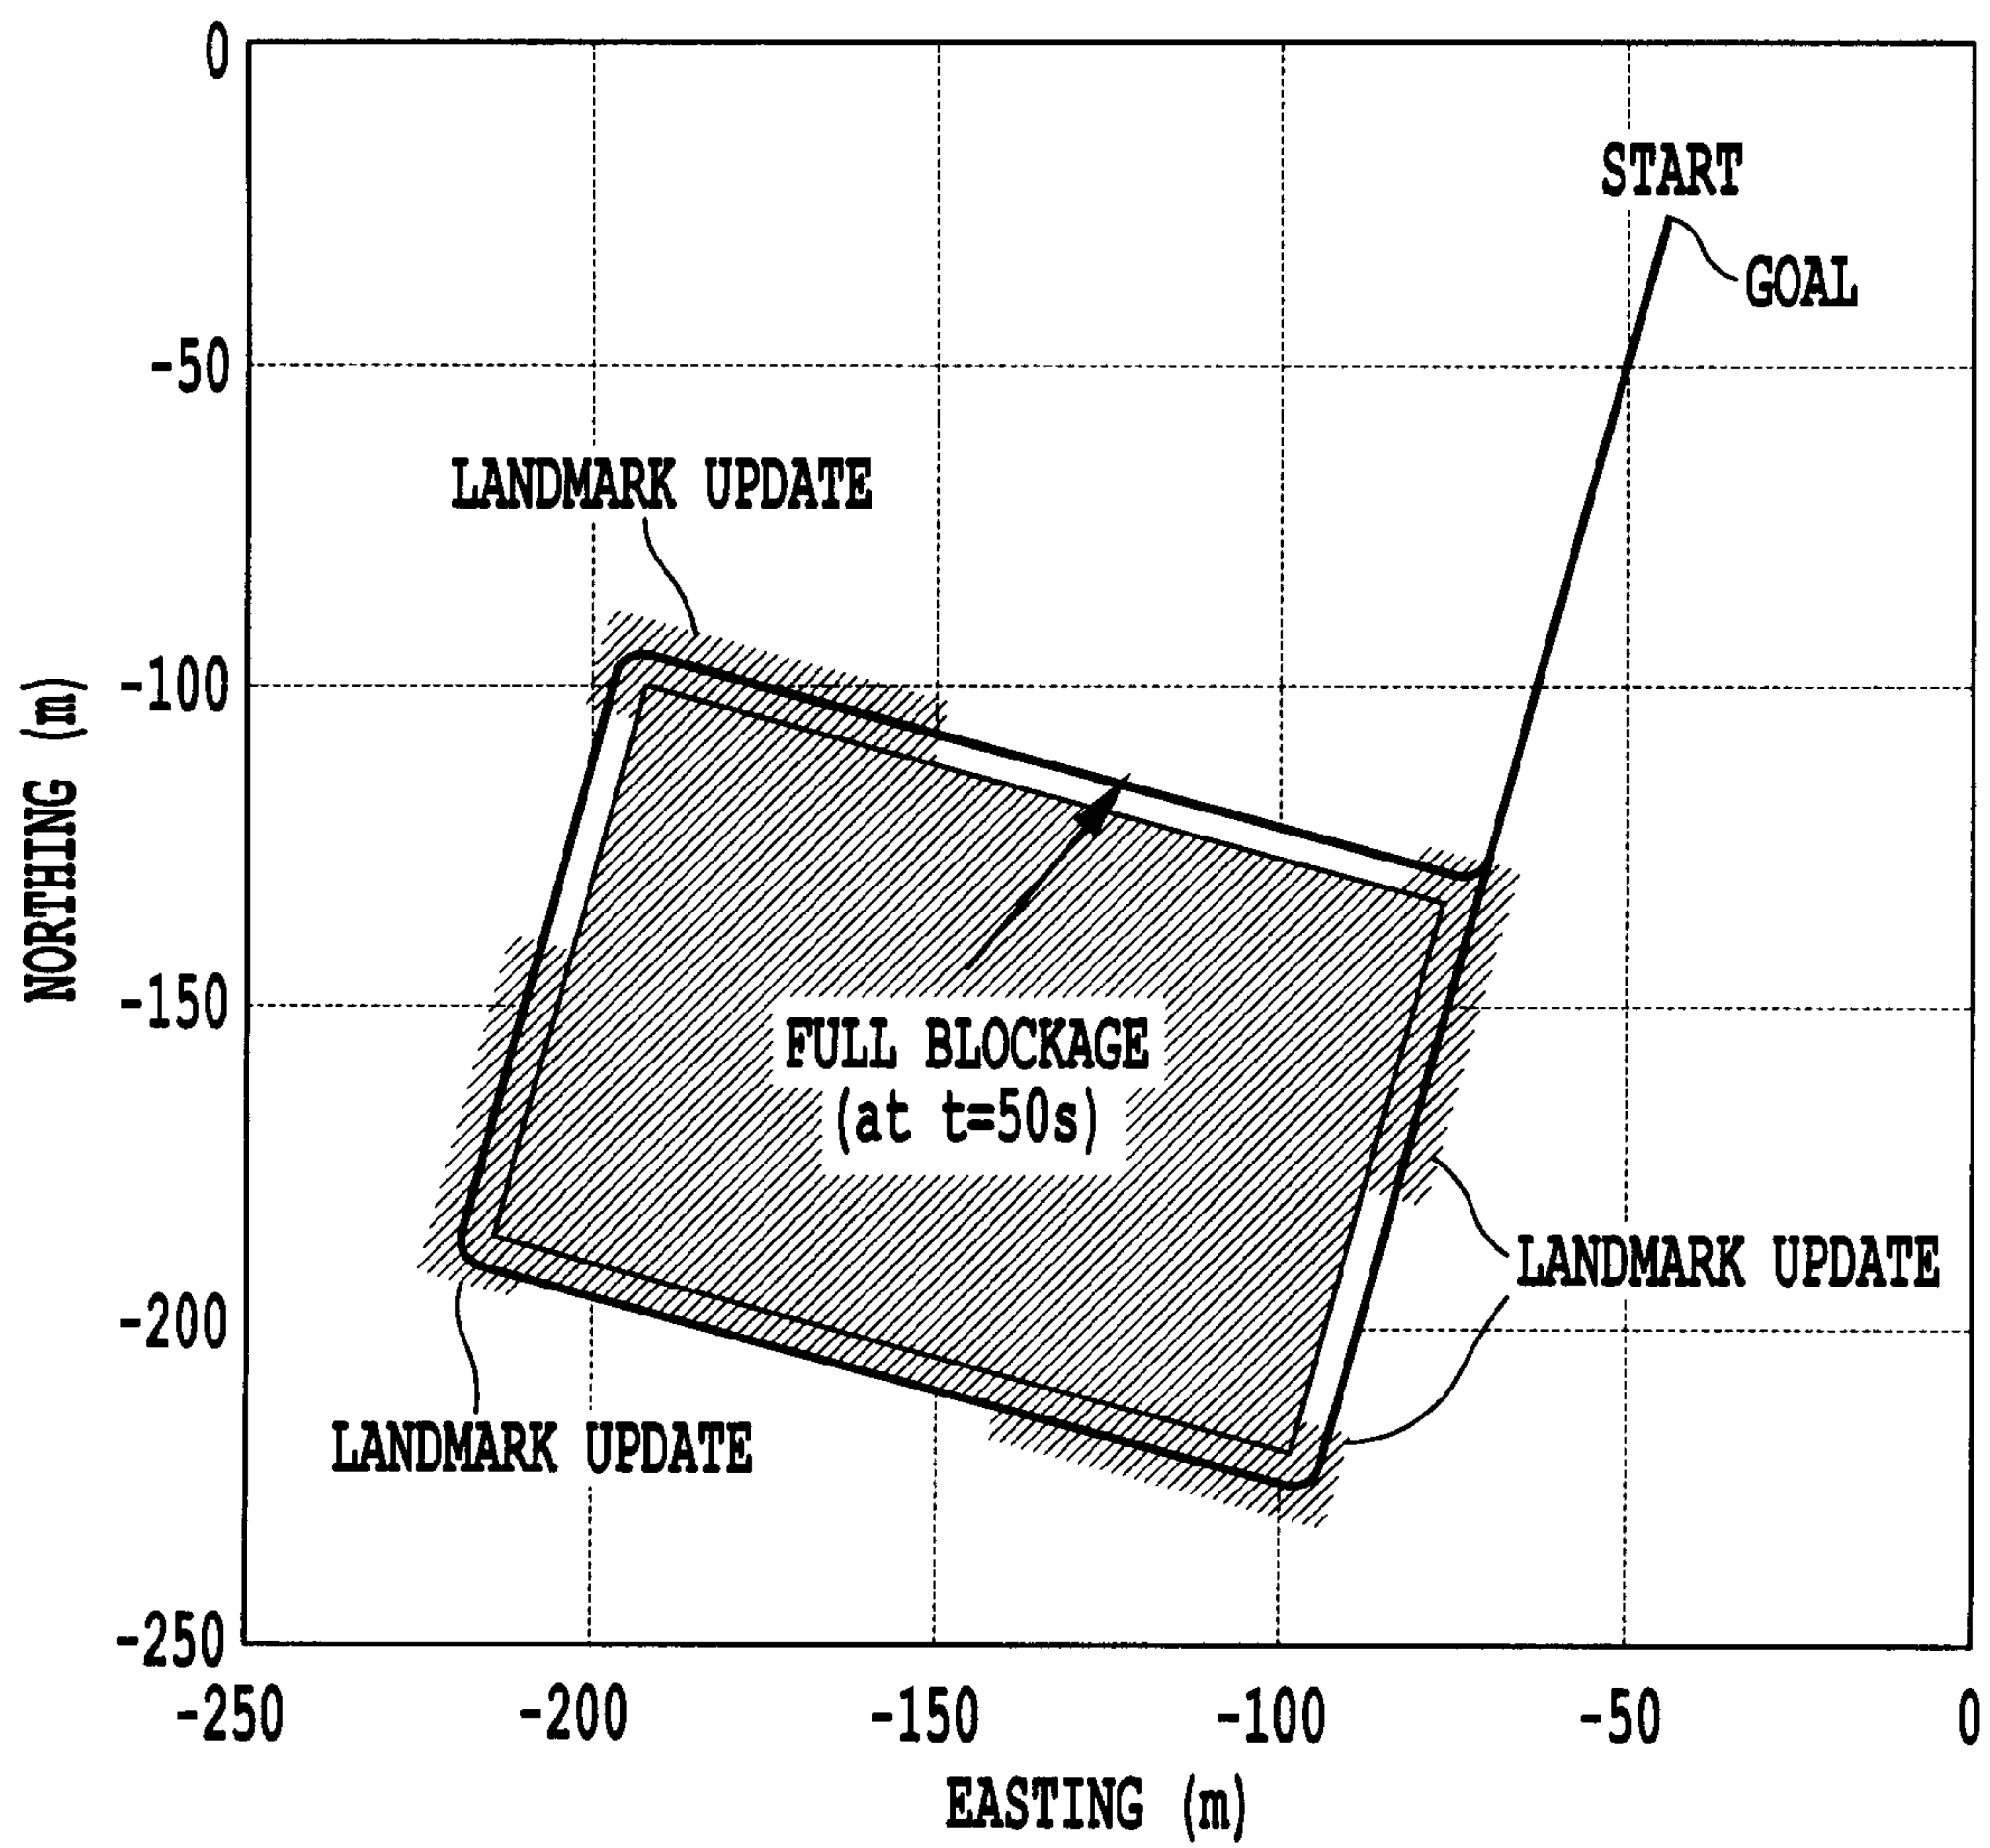 0
START
GOAL
-50
LANDMARK UPDATE
-100
NORTHING (m)
-150
FULL BLOCKAGE
(at t=50s)
LANDMARK UPDATE
-200
LANDMARK UPDATE
-250
-250 -200 -150 -100 -50 0
EASTING (m)